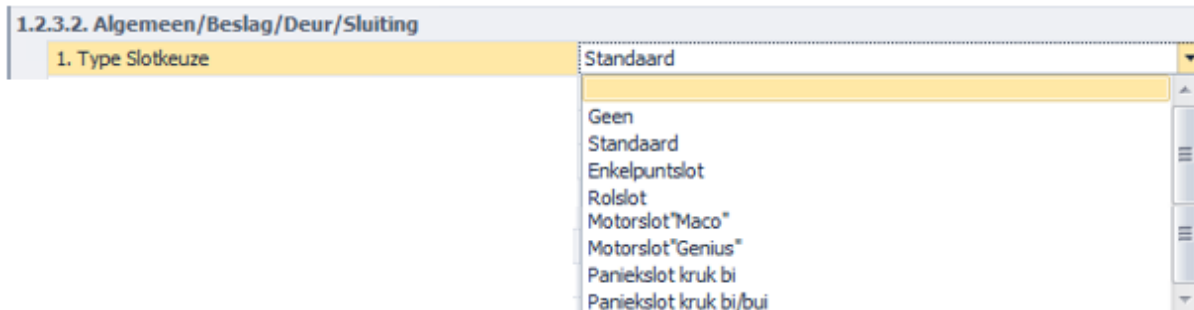 1.2.3.2. Algemeen/Beslag/Deur/Sluiting
1. Type Slotkeuze Standaard
Geen
Standaard
Enkelpuntslot
Rolslot
Motorslot"Maco"
Motorslot"Genius"
Paniekslot kruk bi
Paniekslot kruk bi/bui